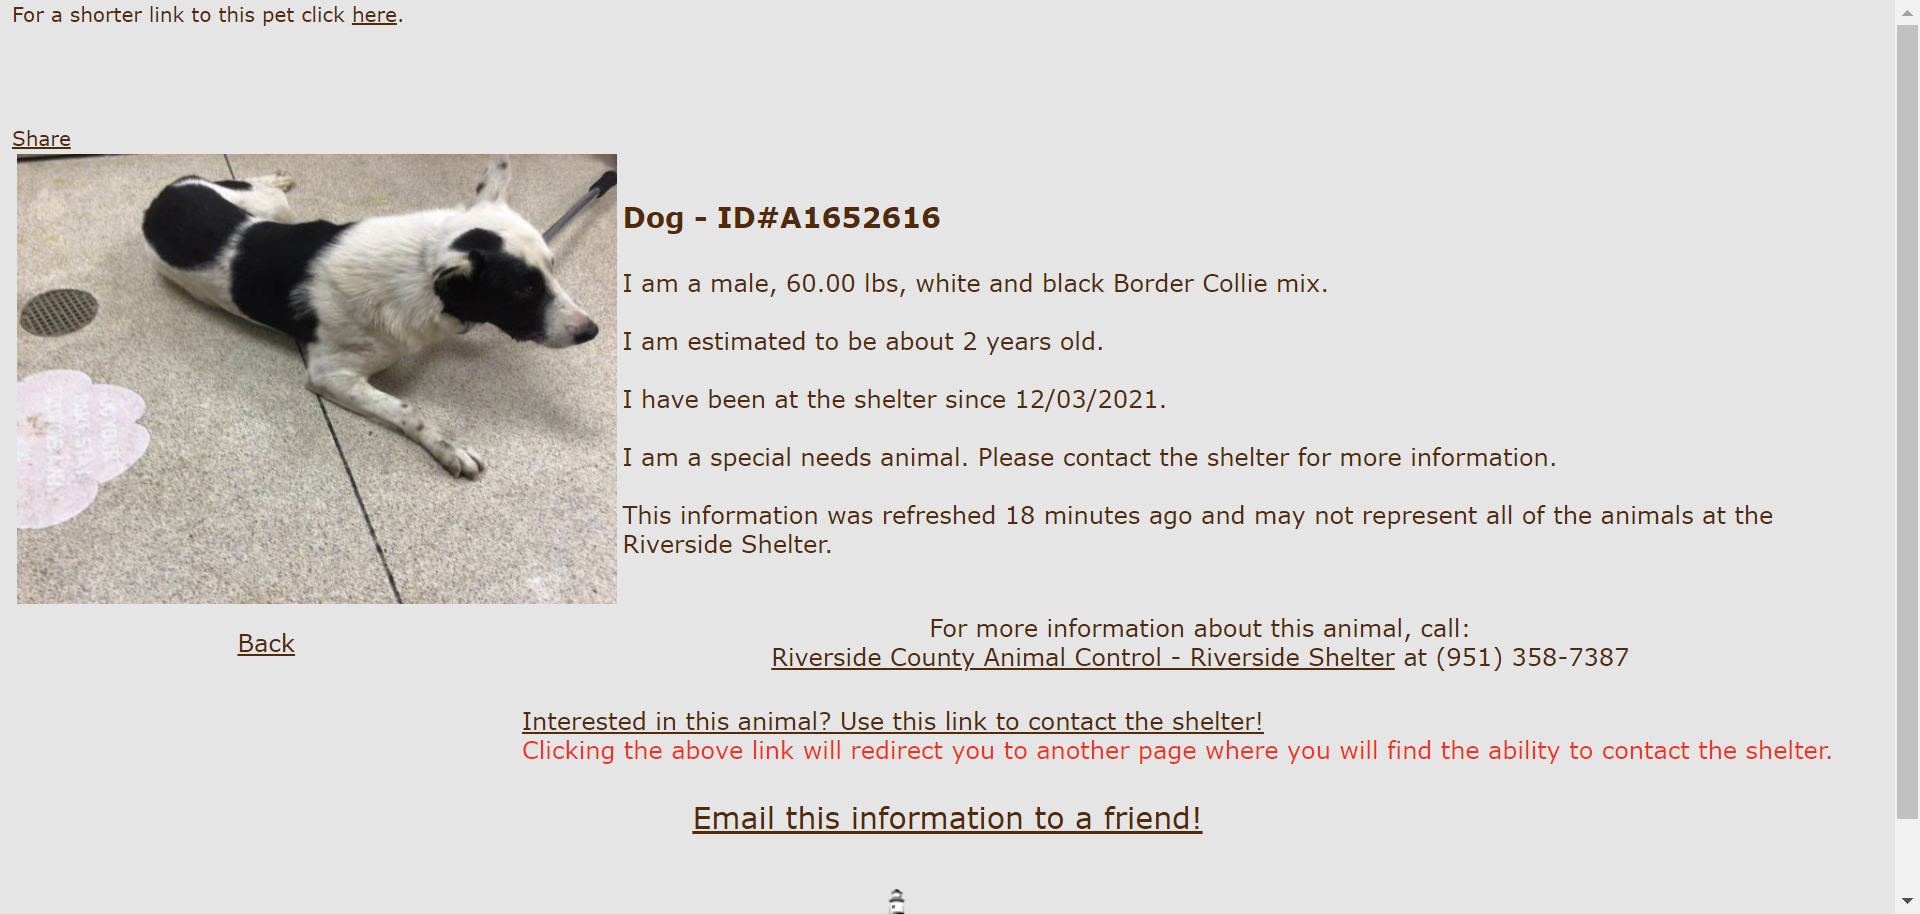 For a shorter link to this pet click here.
Share
Dog - ID#A1652616
I am a male, 60.00 lbs, white and black Border Collie mix.
I am estimated to be about 2 years old.
I have been at the shelter since 12/03/2021.
I am a special needs animal. Please contact the shelter for more information.
This information was refreshed 18 minutes ago and may not represent all of the animals at the
Riverside Shelter.
Back
For more information about this animal, call:
Riverside County Animal Control - Riverside Shelter at (951) 358-7387
Interested in this animal? Use this link to contact the shelter!
Clicking the above link will redirect you to another page where you will find the ability to contact the shelter.
Email this information to a friend!